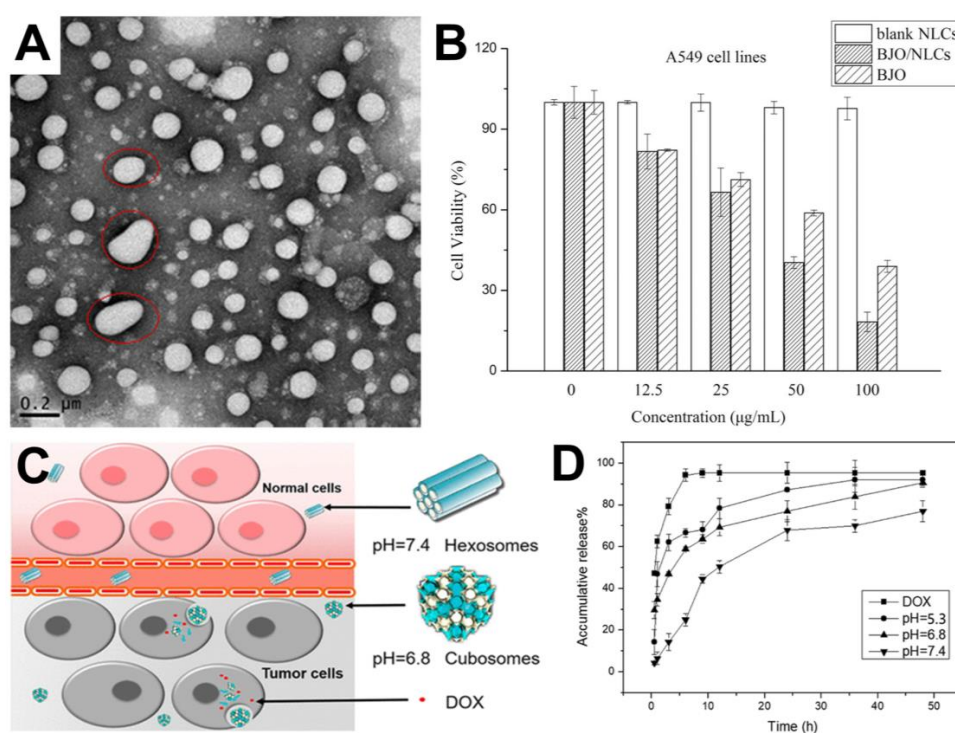 A
0.2 μm
B
120
90
60
30
0
Cell Viability (%)
A549 cell lines
blank NLCs
BJO/NLCs
BJO
0 12.5 25 50 100
Concentration (μg/mL)
C
Normal cells
pH=7.4 Hexosomes
pH=6.8 Cubosomes
Tumor cells
DOX
D
100
80
60
40
20
0
Accumulative release%
DOX
pH=5.3
pH=6.8
pH=7.4
0 10 20 30 40 50
Time (h)